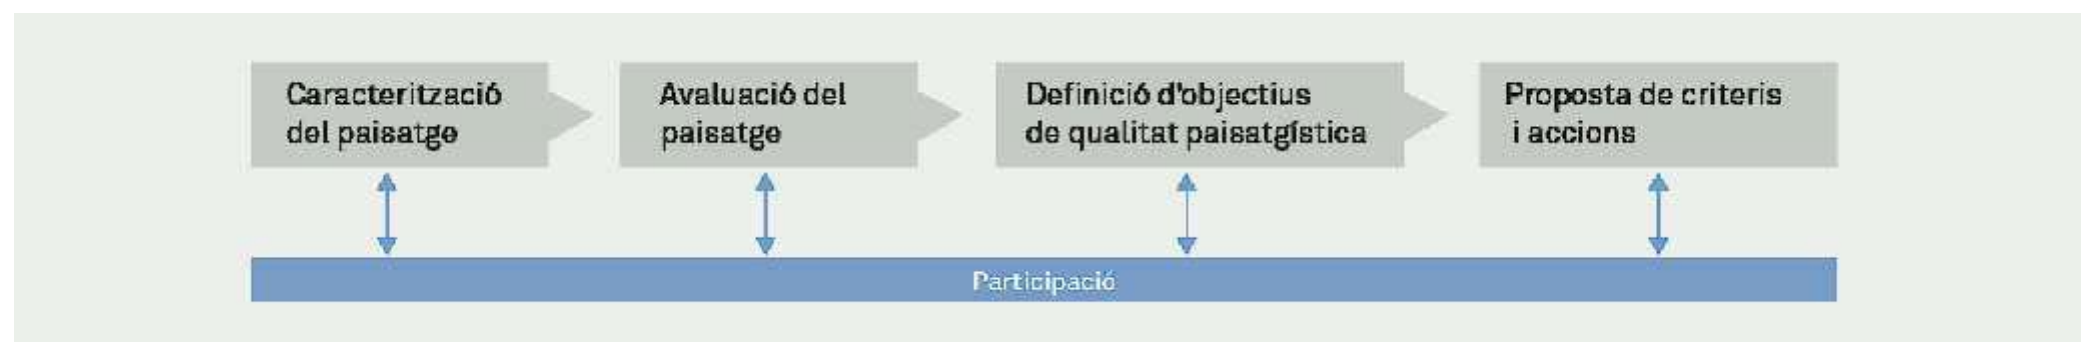 Caracterització
del paisatge
Avaluació del
paisatge
Definició d'objectius
de qualitat paisatgística
Proposta de criteris
i accions
Participació